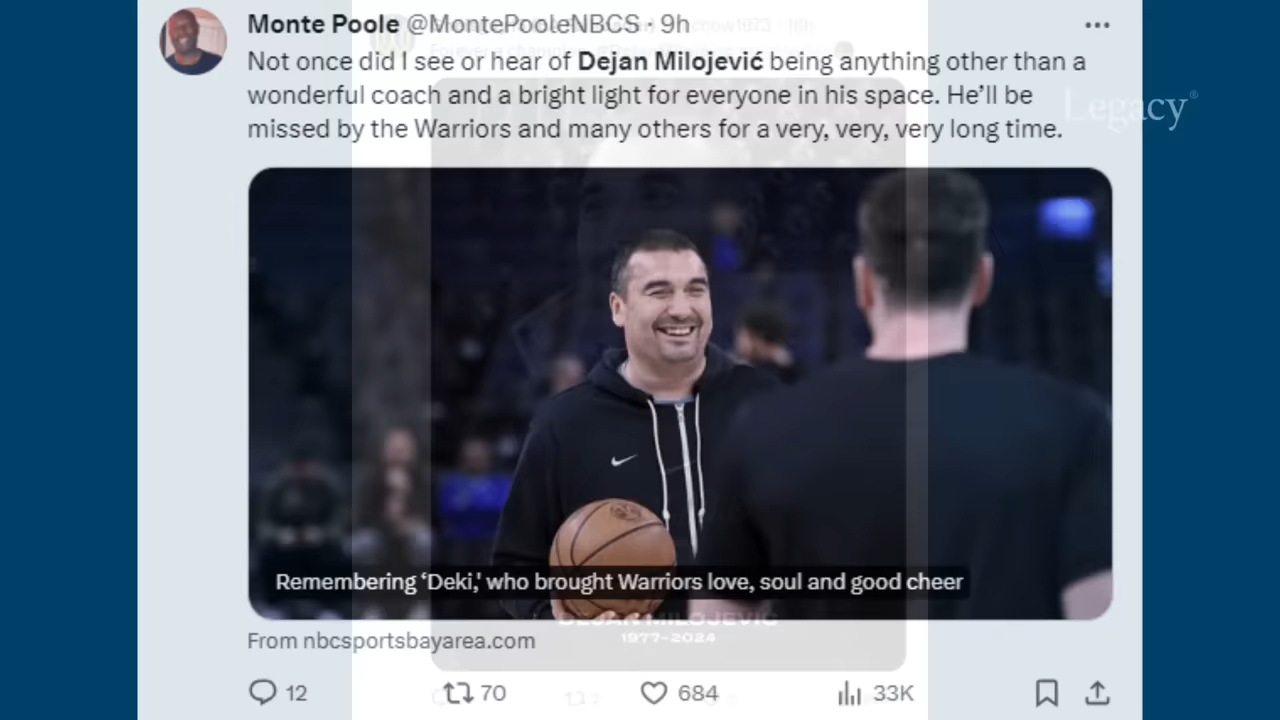 Monte Poole @MontePooleNBCS · 9h
Not once did I see or hear of Dejan Milojević being anything other than a
wonderful coach and a bright light for everyone in his space. He'll be
missed by the Warriors and many others for a very, very, very long time.
Legacy®
Remembering ‘Deki,' who brought Warriors love, soul and good cheer
DEJAN MILOJEVIĆ
1977–2024
From nbcsportsbayarea.com
12 70 684 33K